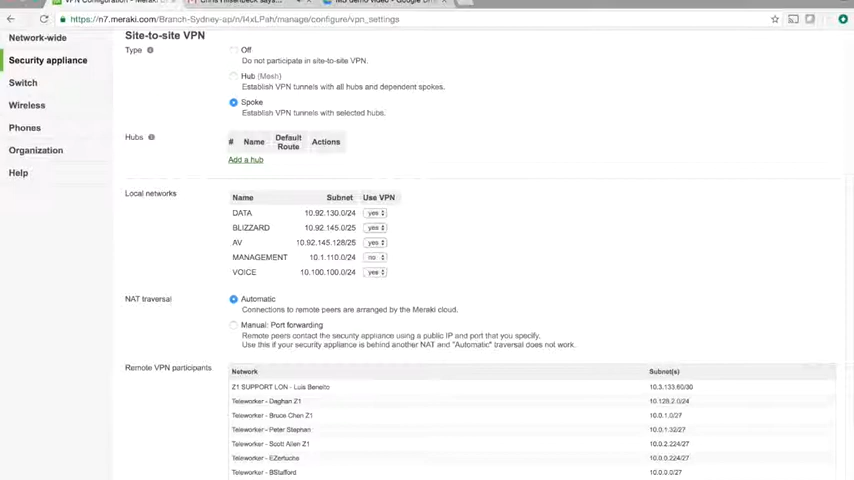 VPN Configuration - Meraki
https://n7.meraki.com/Branch-Sydney-ap/n/I4xLPah/manage/configure/vpn_settings
Network-wide
Security appliance
Switch
Wireless
Phones
Organization
Help
Site-to-site VPN
Type
Off
Do not participate in site-to-site VPN.
Hub (Mesh)
Establish VPN tunnels with all hubs and dependent spokes.
Spoke
Establish VPN tunnels with selected hubs.
Hubs
# Name Default Route Actions
Add a hub
Local networks
Name Subnet Use VPN
DATA 10.92.130.0/24 yes
BLIZZARD 10.92.145.0/25 yes
AV 10.92.145.128/25 yes
MANAGEMENT 10.1.110.0/24 no
VOICE 10.100.100.0/24 yes
NAT traversal
Automatic
Connections to remote peers are arranged by the Meraki cloud.
Manual: Port forwarding
Remote peers contact the security appliance using a public IP and port that you specify.
Use this if your security appliance is behind another NAT and "Automatic" traversal does not work.
Remote VPN participants
Network Subnet(s)
Z1 SUPPORT LON - Luis Beneito 10.3.133.60/30
Teleworker - Daghan Z1 10.128.2.0/24
Teleworker - Bruce Chen Z1 10.0.1.0/27
Teleworker - Peter Stephan 10.0.1.32/27
Teleworker - Scott Allen Z1 10.0.2.224/27
Teleworker - EZertuche 10.0.0.224/27
Teleworker - BStafford 10.0.0.0/27